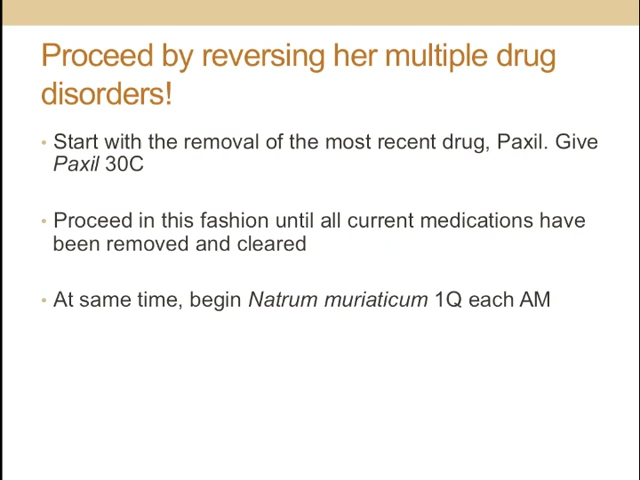 Proceed by reversing her multiple drug
disorders!
• Start with the removal of the most recent drug, Paxil. Give
Paxil 30C
• Proceed in this fashion until all current medications have
been removed and cleared
• At same time, begin Natrum muriaticum 1Q each AM